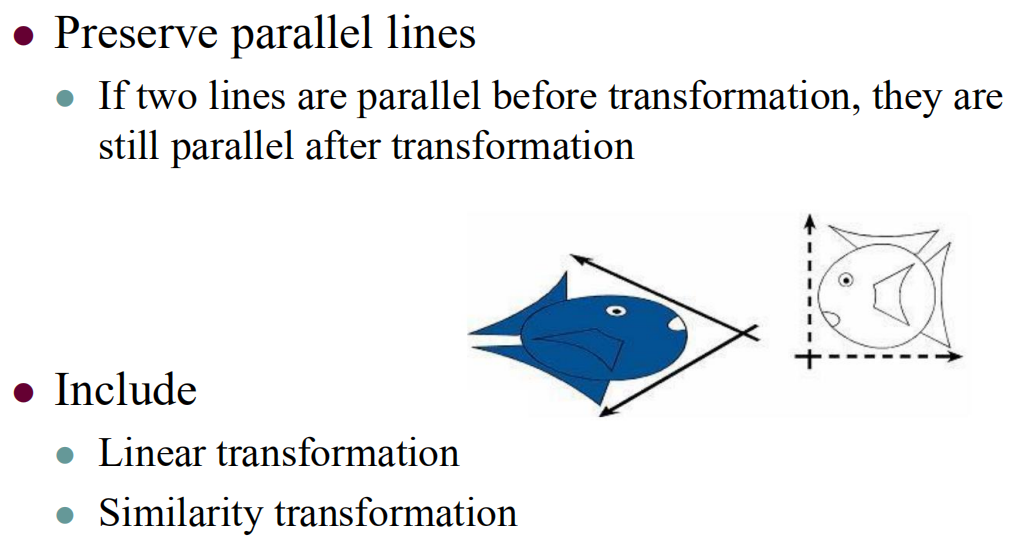 Preserve parallel lines
If two lines are parallel before transformation, they are
still parallel after transformation
Include
Linear transformation
Similarity transformation